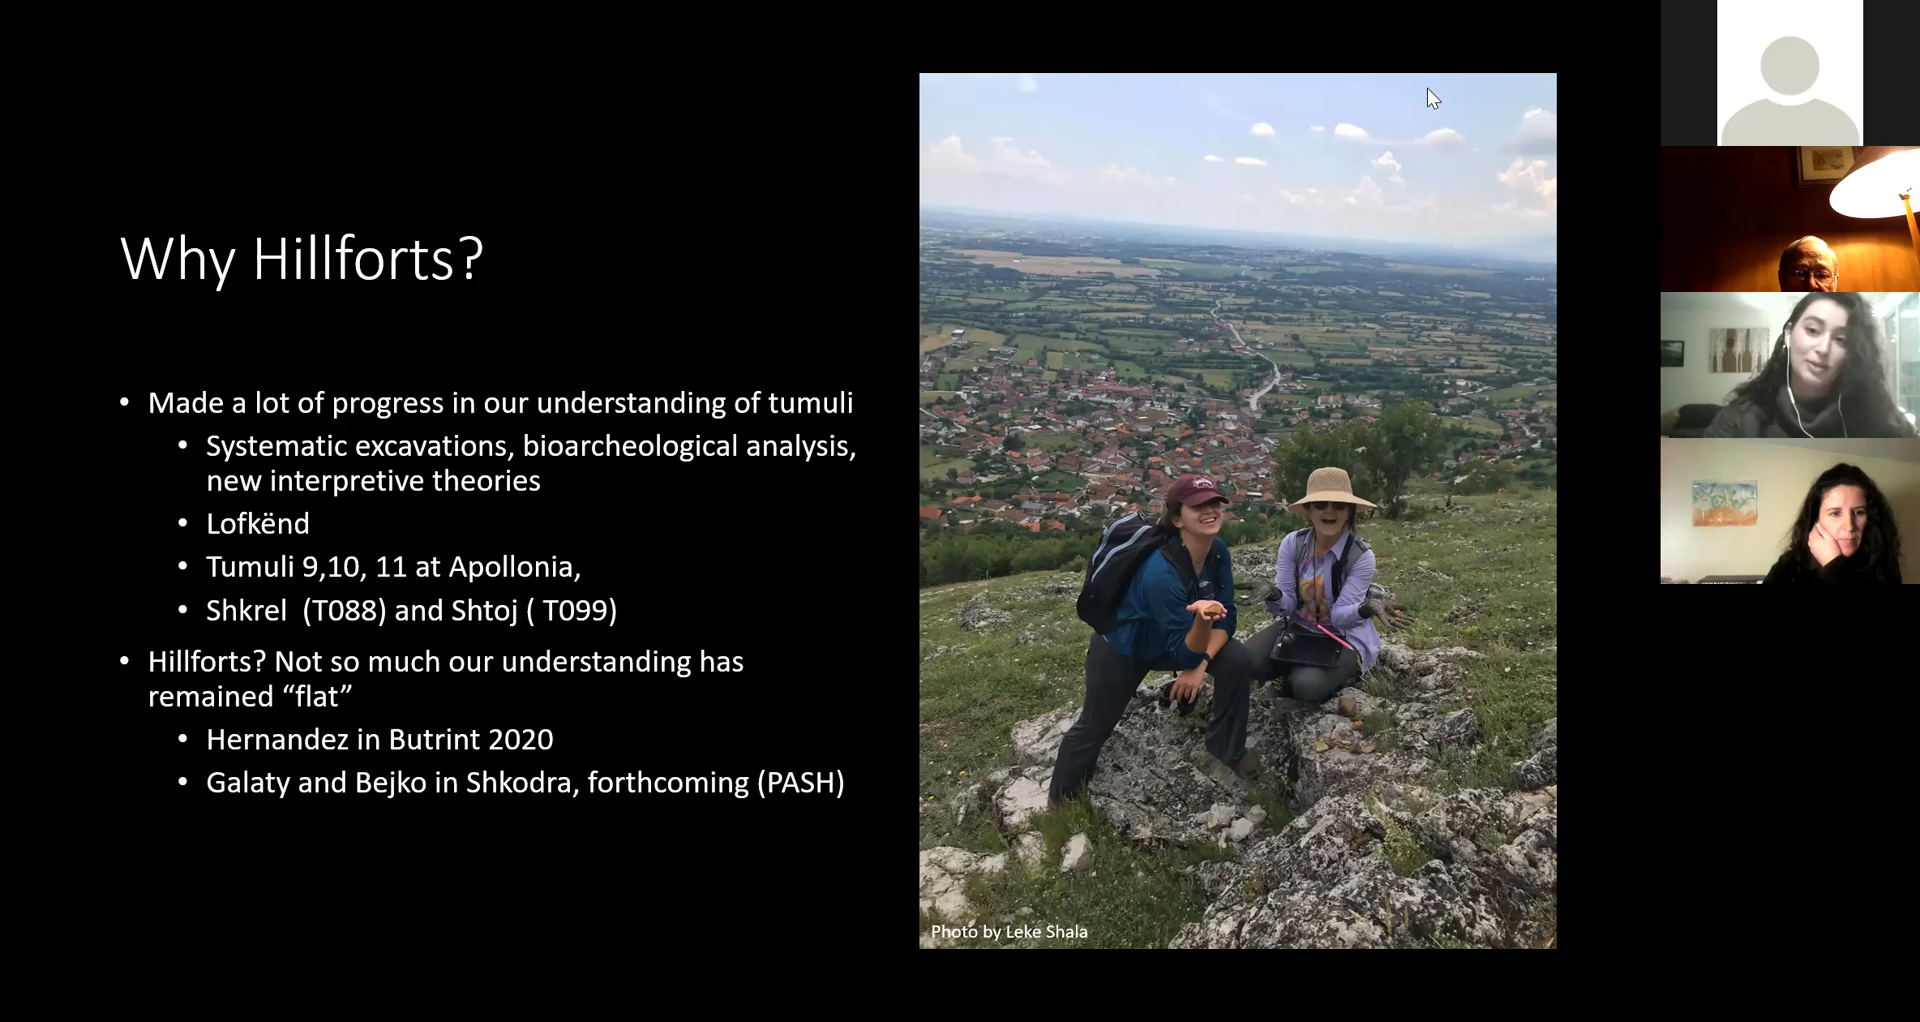 Why Hillforts?
• Made a lot of progress in our understanding of tumuli
• Systematic excavations, bioarcheological analysis,
new interpretive theories
• Lofkënd
• Tumuli 9,10, 11 at Apollonia,
• Shkrel  (T088) and Shtoj ( T099)
• Hillforts? Not so much our understanding has
remained “flat”
• Hernandez in Butrint 2020
• Galaty and Bejko in Shkodra, forthcoming (PASH)
Photo by Leke Shala